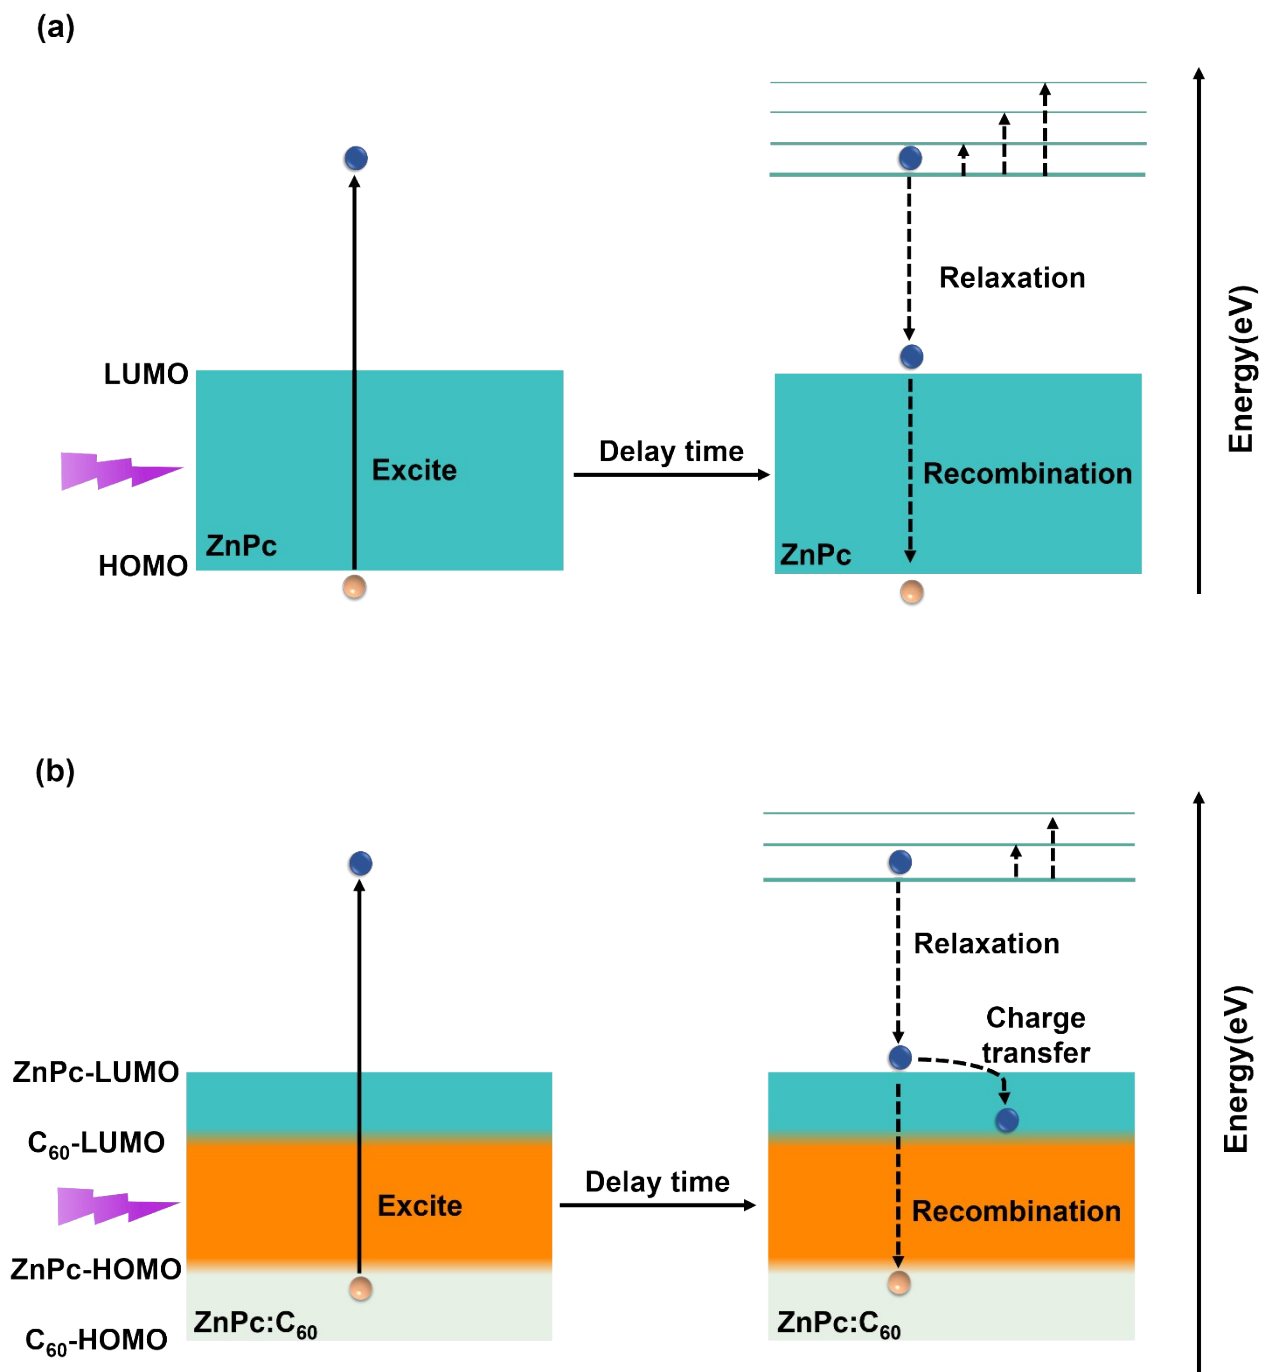 (a)
Relaxation
LUMO
Delay time
Excite
Recombination
ZnPc
ZnPc
HOMO
Energy(eV)
(b)
Relaxation
Charge
transfer
ZnPc-LUMO
C60-LUMO
Delay time
Excite
Recombination
ZnPc-HOMO
ZnPc:C60
ZnPc:C60
C60-HOMO
Energy(eV)